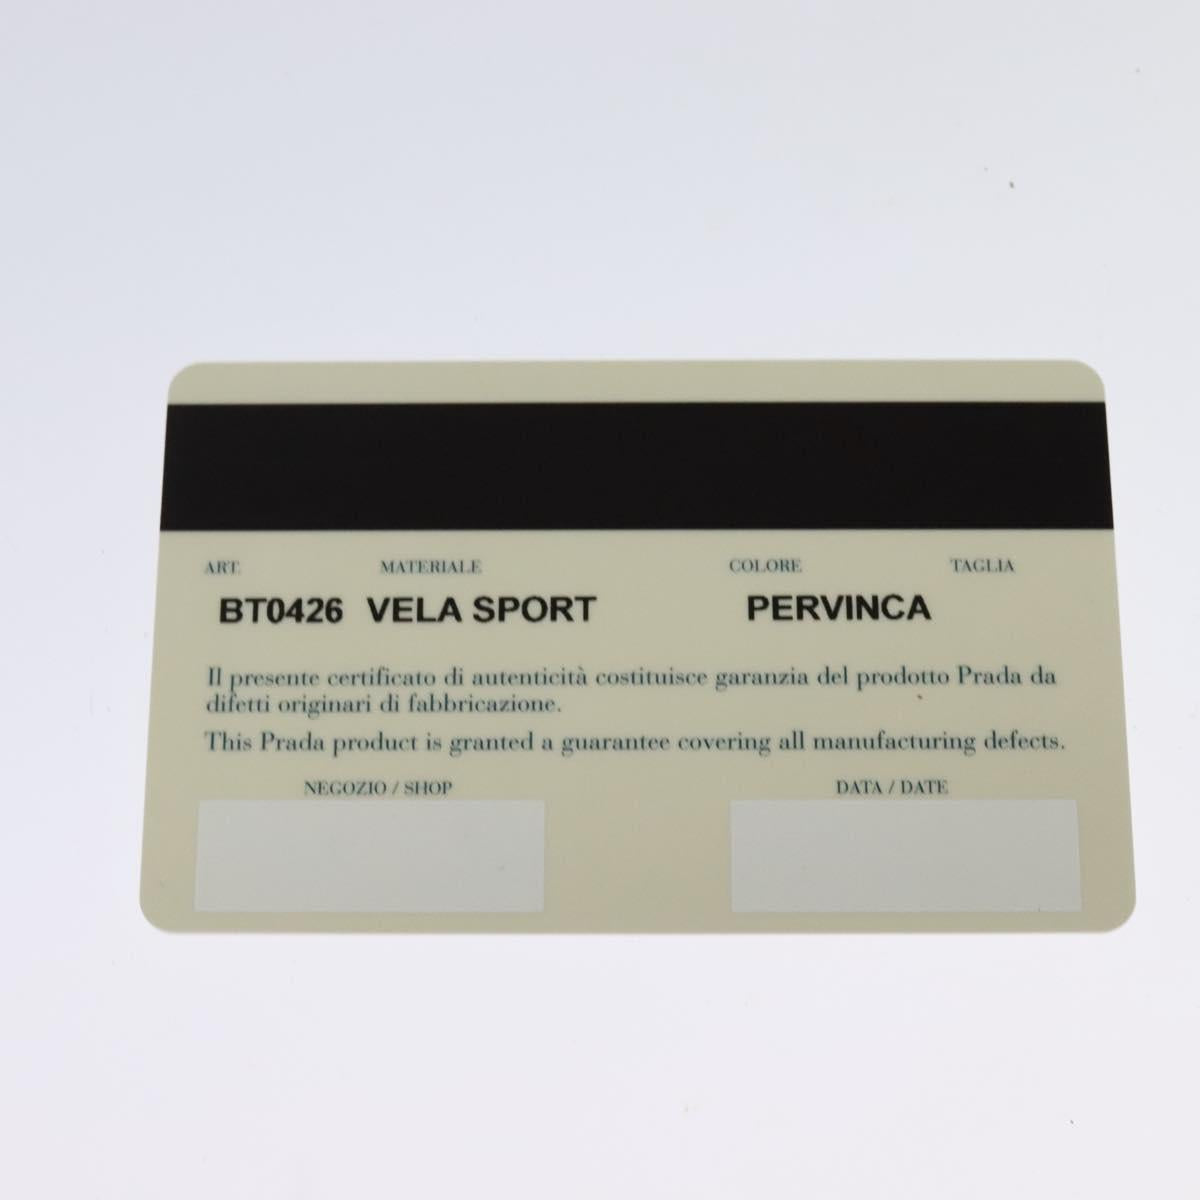 ART. MATERIALE COLORE TAGLIA
BT0426 VELA SPORT PERVINCA
Il presente certificato di autenticità costituisce garanzia del prodotto Prada da
difetti originari di fabbricazione.
This Prada product is granted a guarantee covering all manufacturing defects.
NEGOZIO / SHOP DATA / DATE